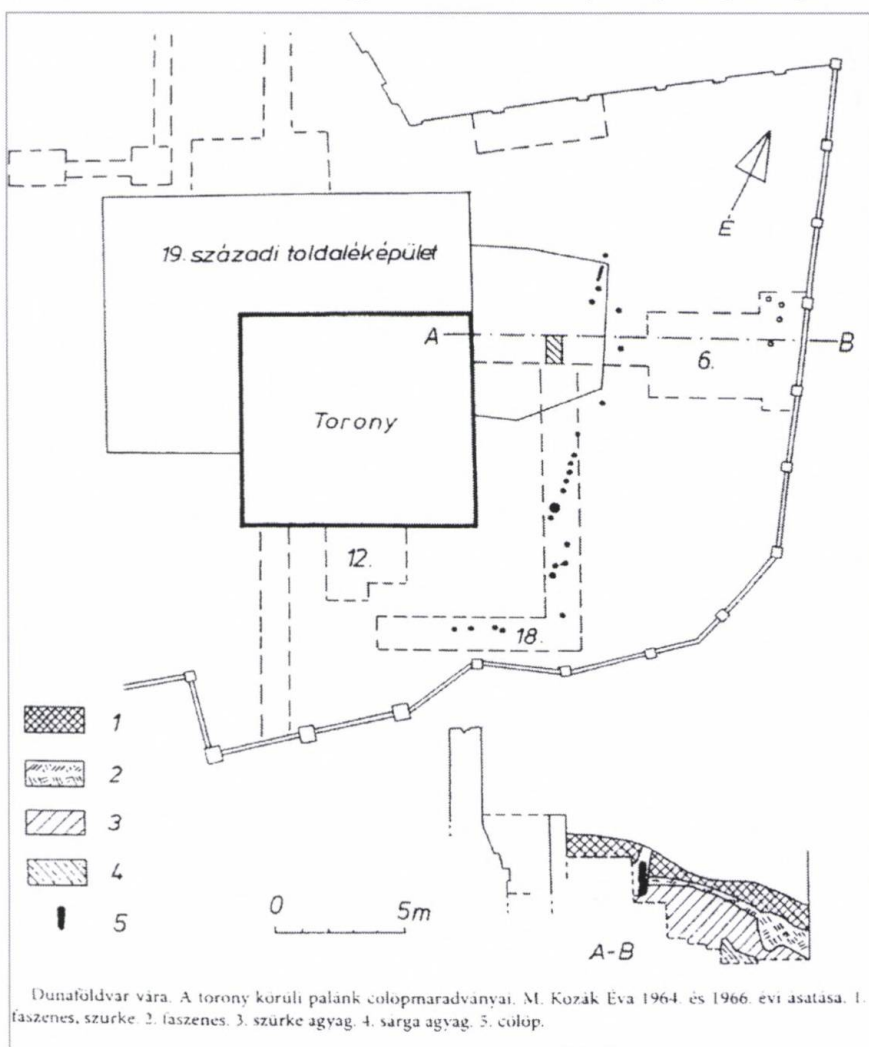 É
19. századi toldaléképület
A
B
6.
Torony
12.
18.
1
2
3
4
5
0 5m
A-B
Dunaföldvár vára. A torony körüli palánk cölöpmaradványai. M. Kozák Éva 1964. és 1966. évi ásatása. 1.
faszenes, szürke. 2. faszenes. 3. szürke agyag. 4. sárga agyag. 5. cölöp.